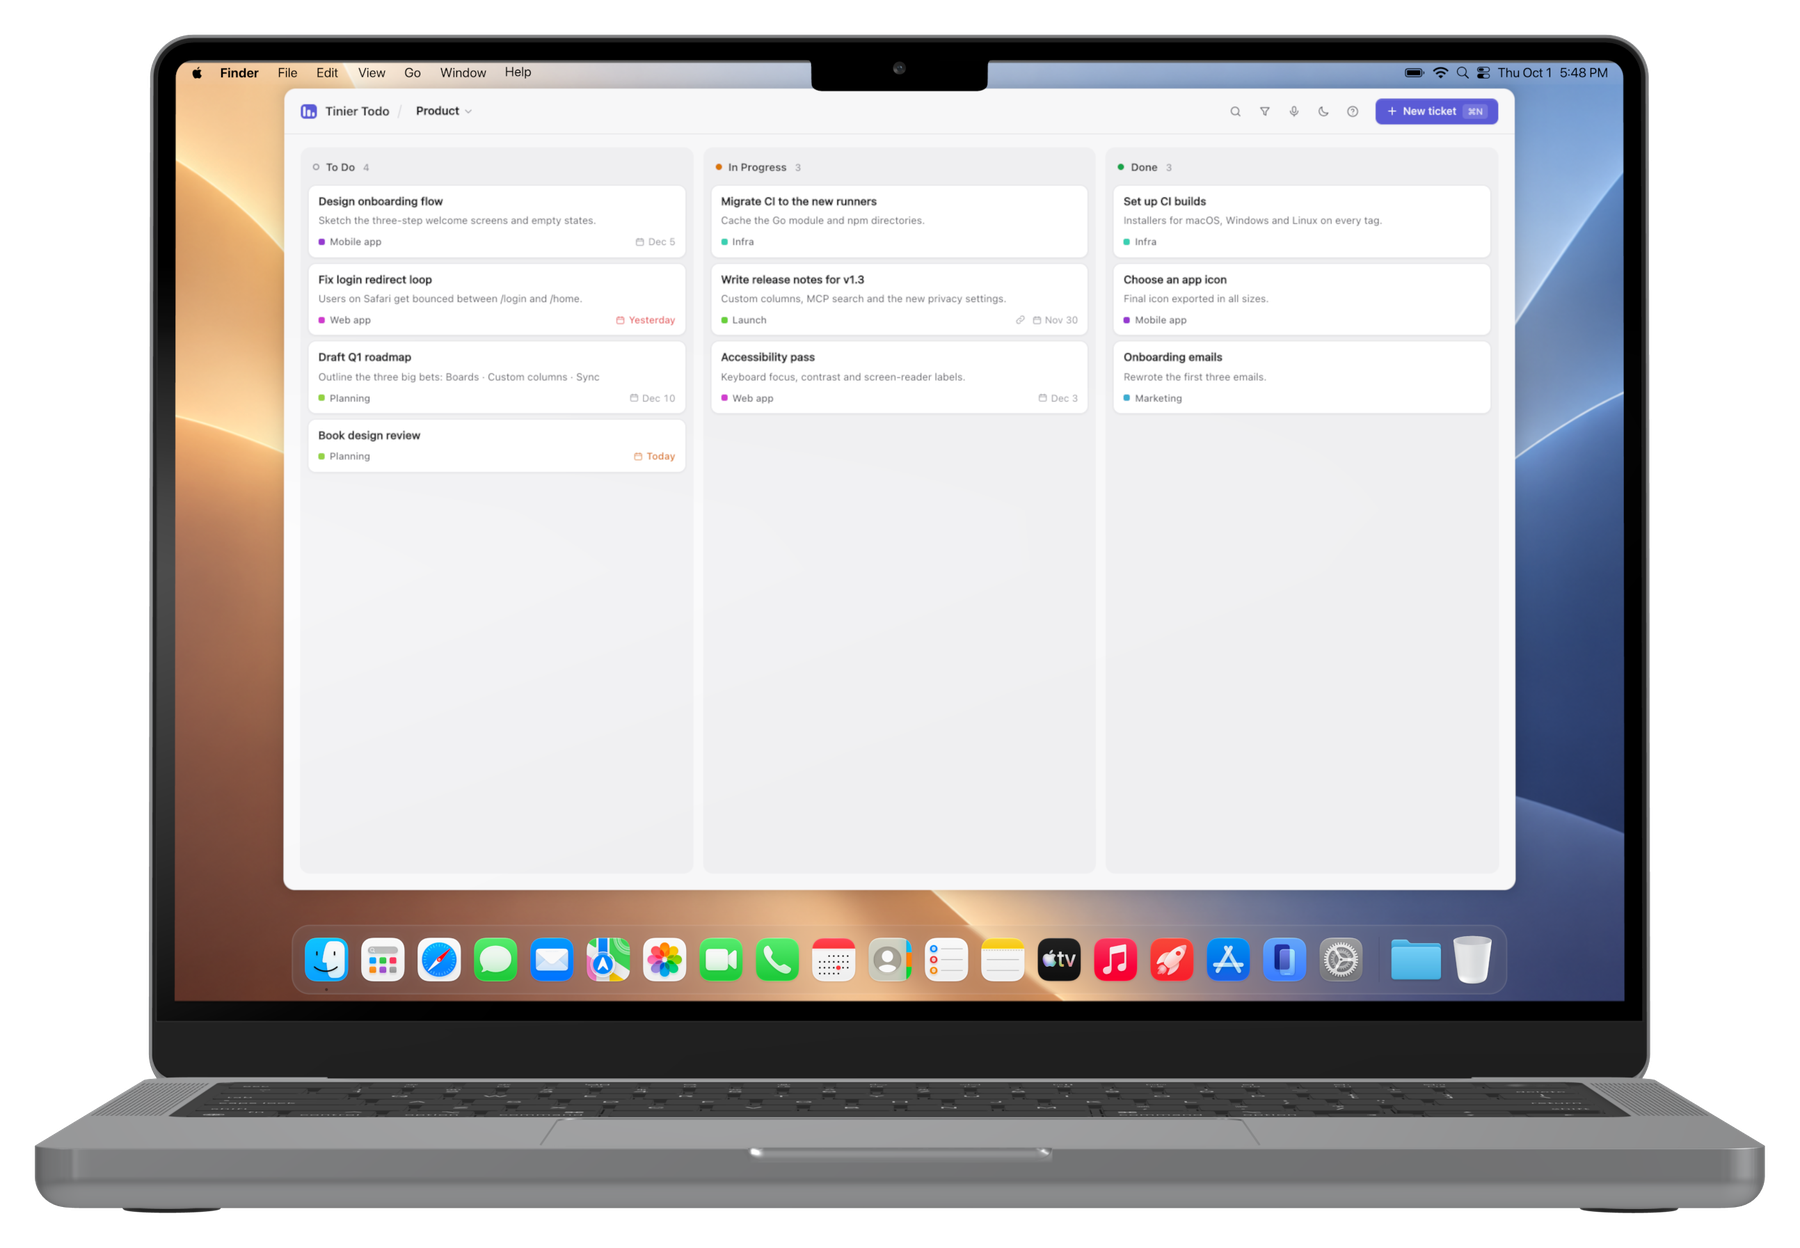 Finder File Edit View Go Window Help
Thu Oct 1 5:48 PM
Tinier Todo / Product
+ New ticket ⌘N
To Do 4
Design onboarding flow
Sketch the three-step welcome screens and empty states.
Mobile app Dec 5
Fix login redirect loop
Users on Safari get bounced between /login and /home.
Web app Yesterday
Draft Q1 roadmap
Outline the three big bets: Boards · Custom columns · Sync
Planning Dec 10
Book design review
Planning Today
In Progress 3
Migrate CI to the new runners
Cache the Go module and npm directories.
Infra
Write release notes for v1.3
Custom columns, MCP search and the new privacy settings.
Launch Nov 30
Accessibility pass
Keyboard focus, contrast and screen-reader labels.
Web app Dec 3
Done 3
Set up CI builds
Installers for macOS, Windows and Linux on every tag.
Infra
Choose an app icon
Final icon exported in all sizes.
Mobile app
Onboarding emails
Rewrote the first three emails.
Marketing
tv